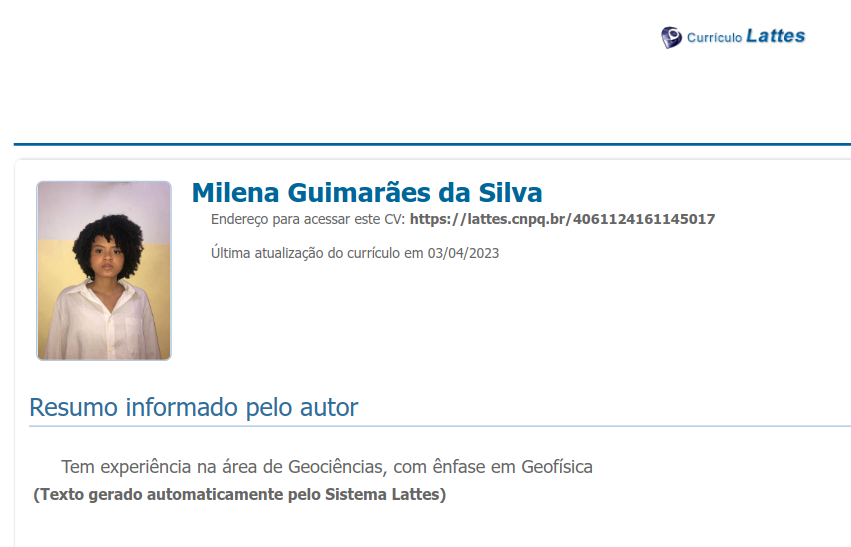 Currículo Lattes
Milena Guimarães da Silva
Endereço para acessar este CV: https://lattes.cnpq.br/4061124161145017
Última atualização do currículo em 03/04/2023
Resumo informado pelo autor
Tem experiência na área de Geociências, com ênfase em Geofísica
(Texto gerado automaticamente pelo Sistema Lattes)